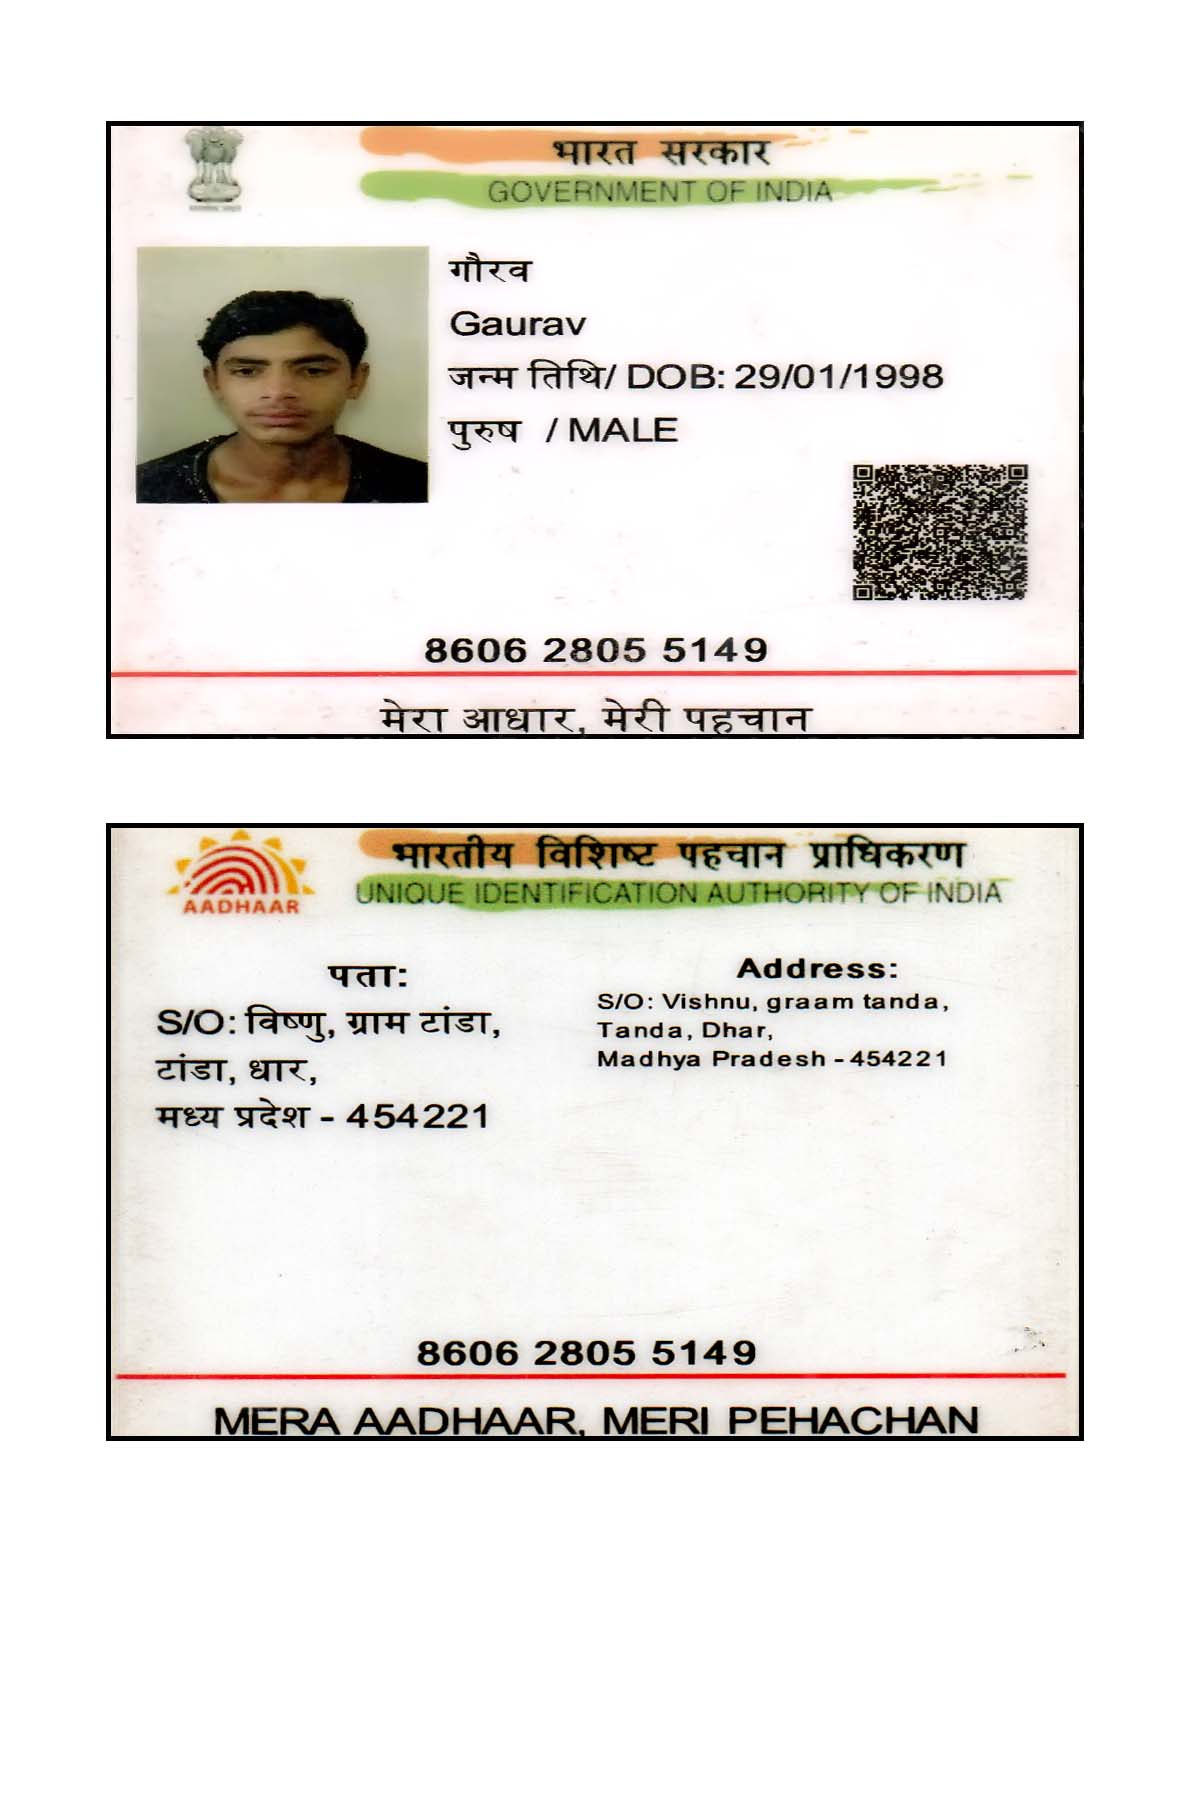 भारत सरकार
GOVERNMENT OF INDIA
गौरव
Gaurav
जन्म तिथि/ DOB: 29/01/1998
पुरुष / MALE
8606 2805 5149
मेरा आधार, मेरी पहचान
भारतीय विशिष्ट पहचान प्राधिकरण
AADHAAR
UNIQUE IDENTIFICATION AUTHORITY OF INDIA
पता:
S/O: विष्णु, ग्राम टांडा,
टांडा, धार,
मध्य प्रदेश - 454221
Address:
S/O: Vishnu, graam tanda,
Tanda, Dhar,
Madhya Pradesh - 454221
8606 2805 5149
MERA AADHAAR, MERI PEHACHAN